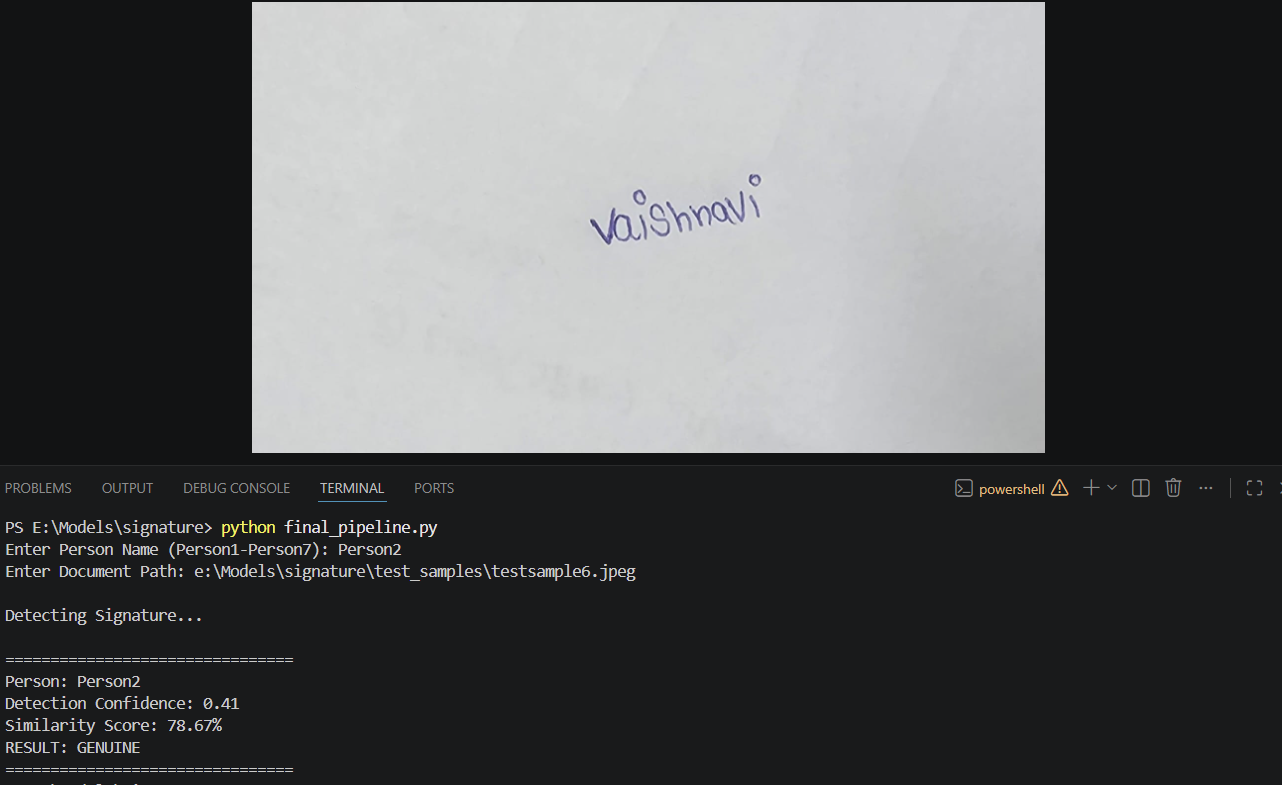 vaishnavi
PROBLEMS OUTPUT DEBUG CONSOLE TERMINAL PORTS powershell
PS E:\Models\signature> python final_pipeline.py
Enter Person Name (Person1-Person7): Person2
Enter Document Path: e:\Models\signature\test_samples\testsample6.jpeg
Detecting Signature...
================================
Person: Person2
Detection Confidence: 0.41
Similarity Score: 78.67%
RESULT: GENUINE
================================